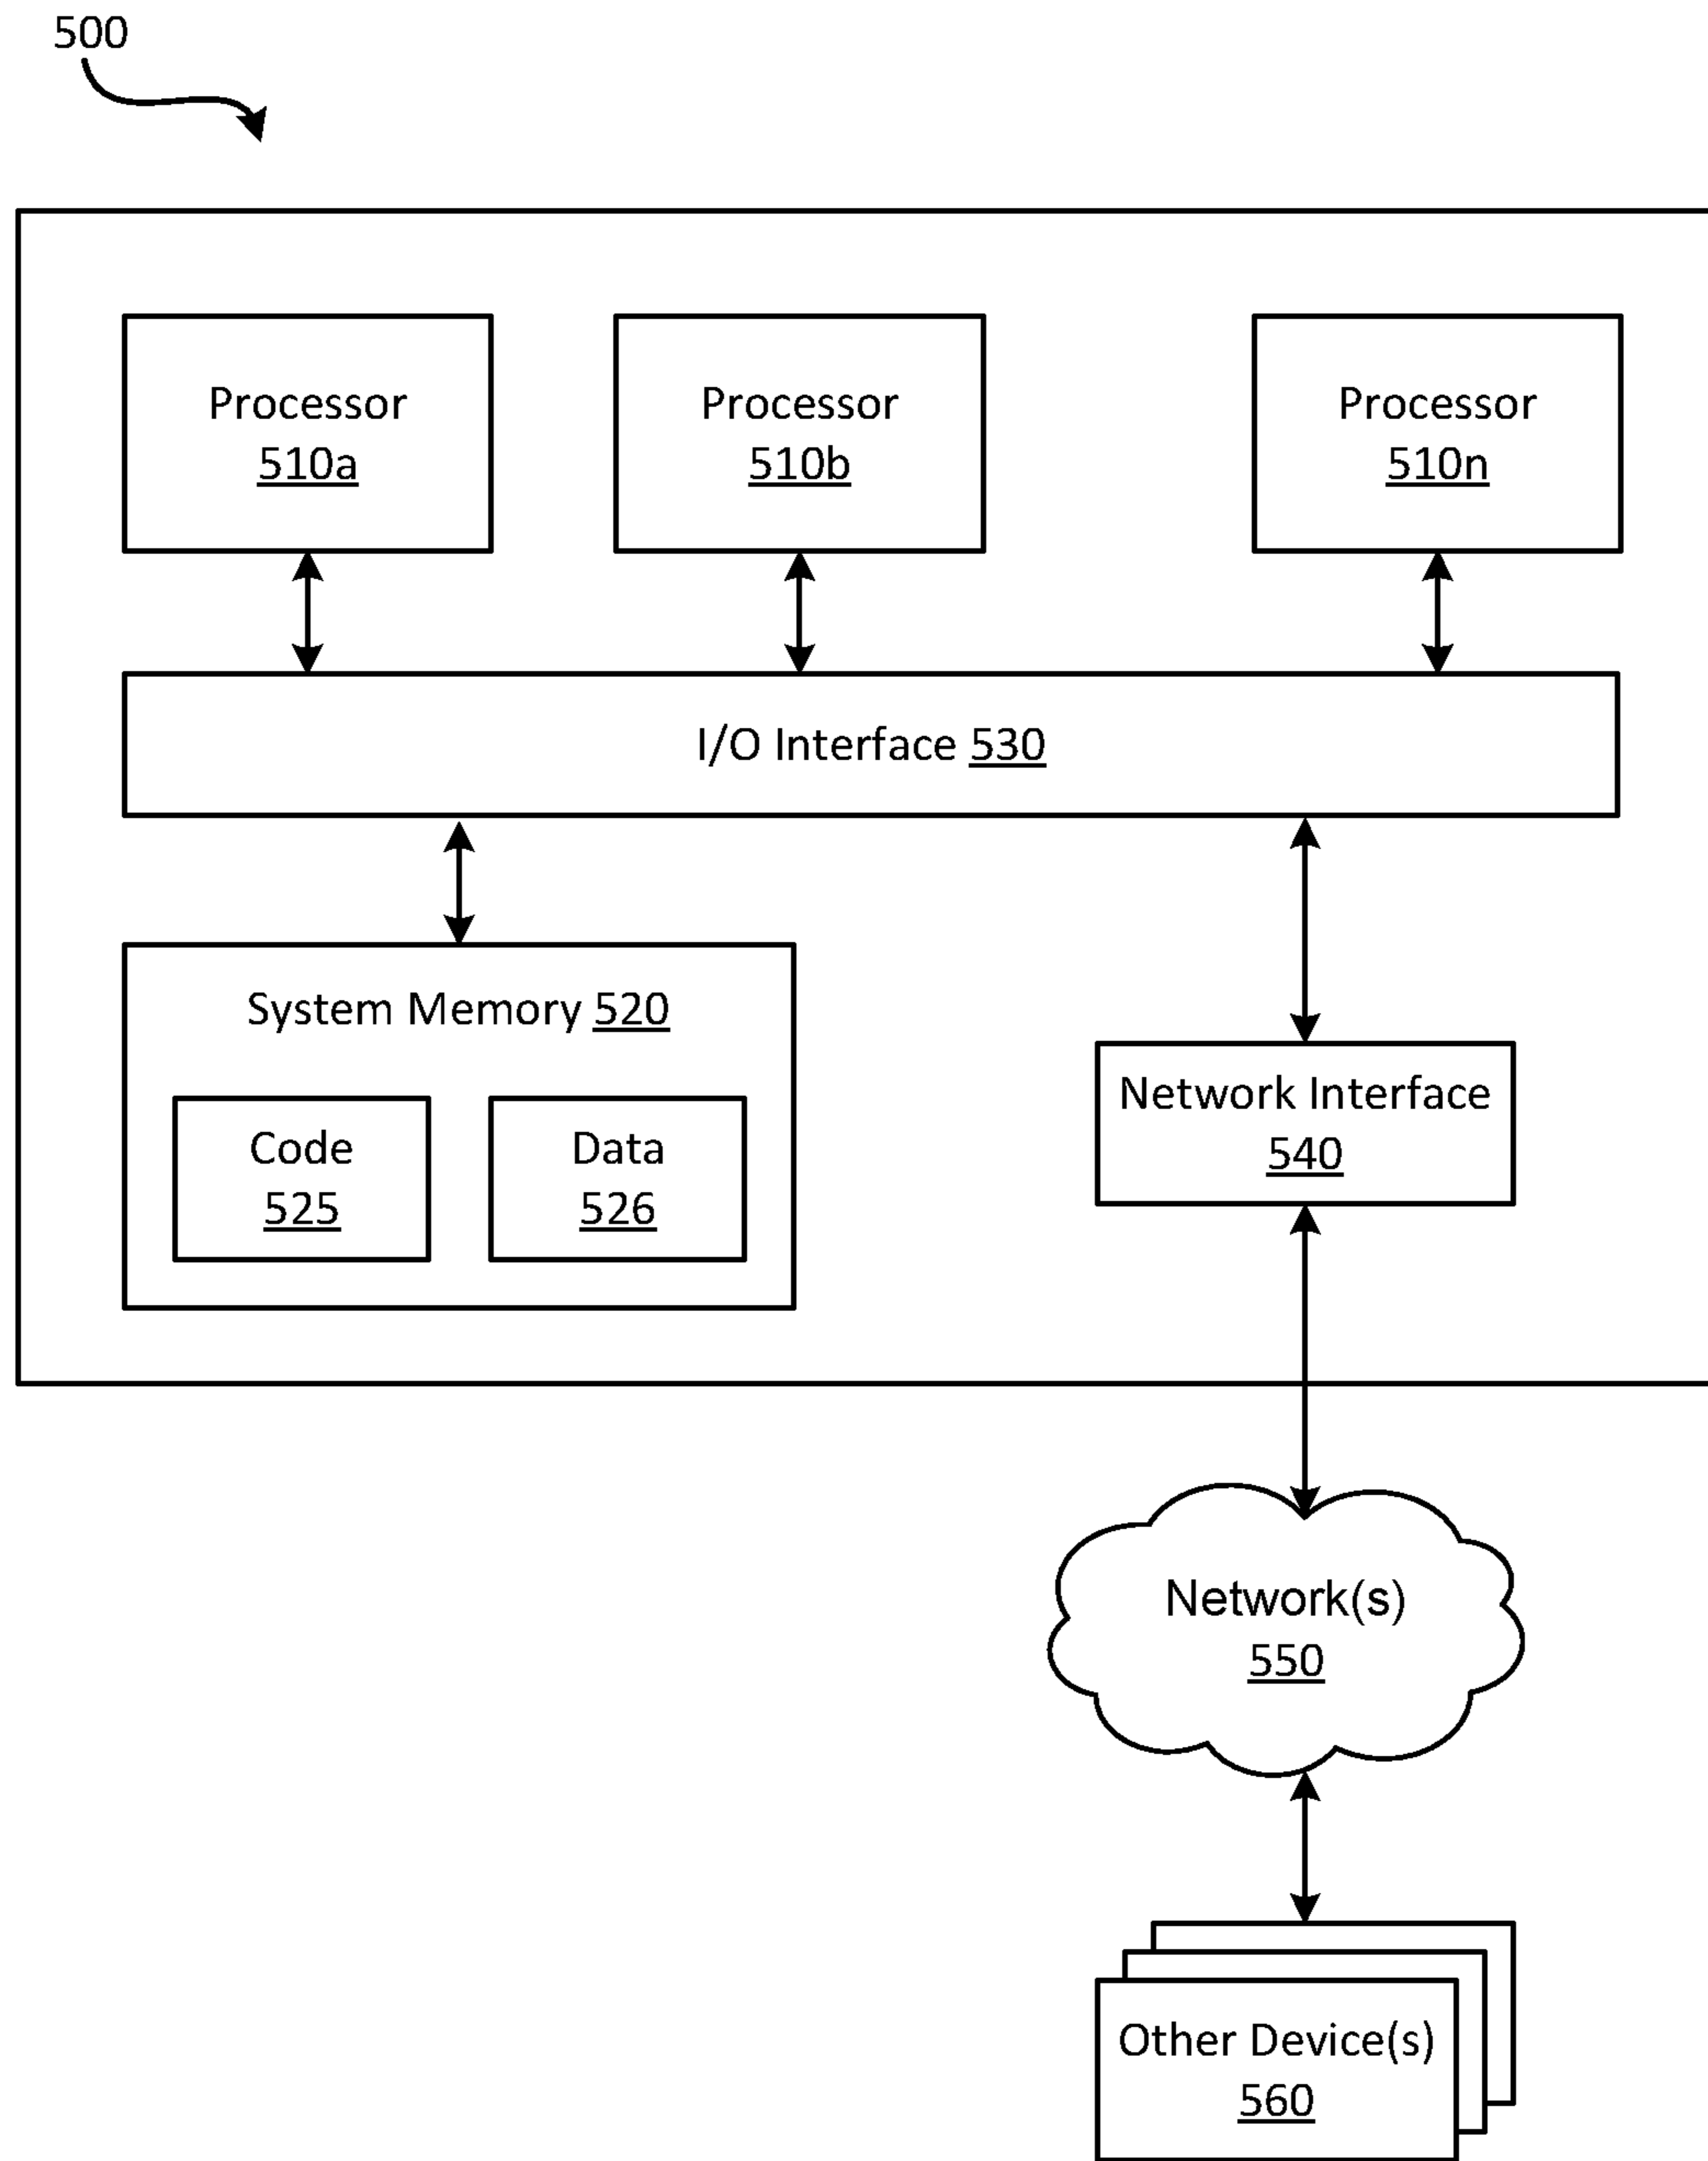 500
Processor
510a
Processor
510b
Processor
510n
I/O Interface 530
System Memory 520
Code
525
Data
526
Network Interface
540
Network(s)
550
Other Device(s)
560